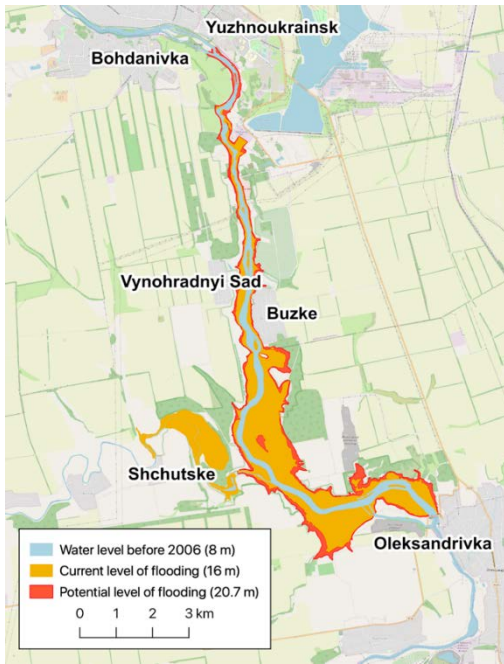 Yuzhnoukrainsk
Bohdanivka
Vynohradnyi Sad
Buzke
Shchutske
Oleksandrivka
Water level before 2006 (8 m)
Current level of flooding (16 m)
Potential level of flooding (20.7 m)
0 1 2 3 km